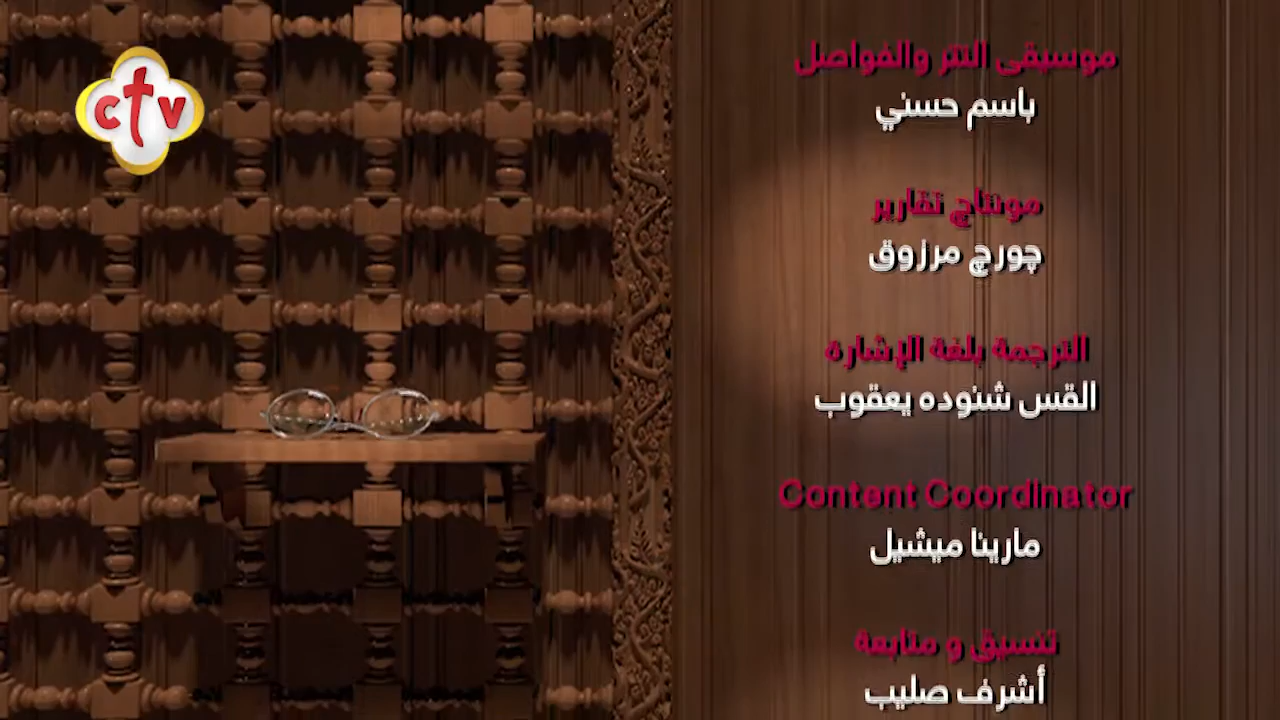 ctv
موسيقى التتر والفواصل
باسم حسني
مونتاچ تقارير
چورچ مرزوق
الترجمة بلغة الإشارة
القس شنوده يعقوب
Content Coordinator
مارينا ميشيل
تنسيق و متابعة
أشرف صليب